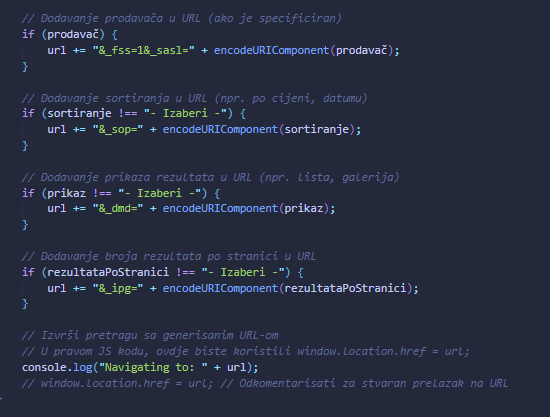 // Dodavanje prodavača u URL (ako je specificiran)
if (prodavač) {
url += "&_fss=1&_sasl=" + encodeURIComponent(prodavač);
}
// Dodavanje sortiranja u URL (npr. po cijeni, datumu)
if (sortiranje !== "- Izaberi -") {
url += "&_sop=" + encodeURIComponent(sortiranje);
}
// Dodavanje prikaza rezultata u URL (npr. lista, galerija)
if (prikaz !== "- Izaberi -") {
url += "&_dmd=" + encodeURIComponent(prikaz);
}
// Dodavanje broja rezultata po stranici u URL
if (rezultataPoStranici !== "- Izaberi -") {
url += "&_ipg=" + encodeURIComponent(rezultataPoStranici);
}
// Izvrši pretragu sa generisanim URL-om
// U pravom JS kodu, ovdje biste koristili window.location.href = url;
console.log("Navigating to: " + url);
// window.location.href = url; // Odkomentarisati za stvaran prelazak na URL